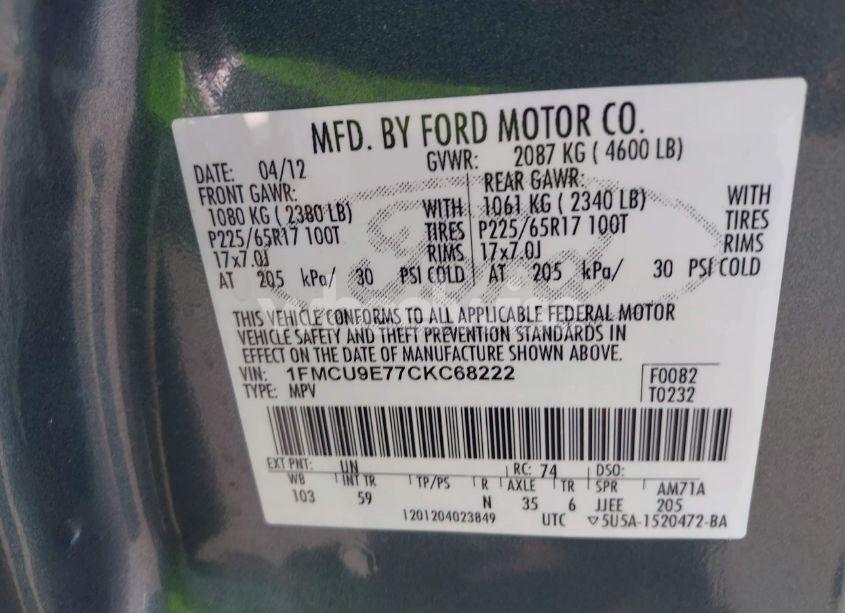 MFD. BY FORD MOTOR CO.
DATE: 04/12 GVWR: 2087 KG ( 4600 LB)
FRONT GAWR: REAR GAWR:
1080 KG ( 2380 LB) WITH 1061 KG ( 2340 LB) WITH
P225/65R17 100T TIRES P225/65R17 100T TIRES
17x7.0J RIMS 17x7.0J RIMS
AT 205 kPa/ 30 PSI COLD AT 205 kPa/ 30 PSI COLD
THIS VEHICLE CONFORMS TO ALL APPLICABLE FEDERAL MOTOR
VEHICLE SAFETY AND THEFT PREVENTION STANDARDS IN
EFFECT ON THE DATE OF MANUFACTURE SHOWN ABOVE.
VIN: 1FMCU9E77CKC68222 F0082
TYPE: MPV T0232
EXT PNT: UN RC: 74 DSO:
WB INT TR TP/PS R AXLE TR SPR AM71A
103 59 N 35 6 JJEE 205
1201204023849 UTC 5U5A-1520472-BA